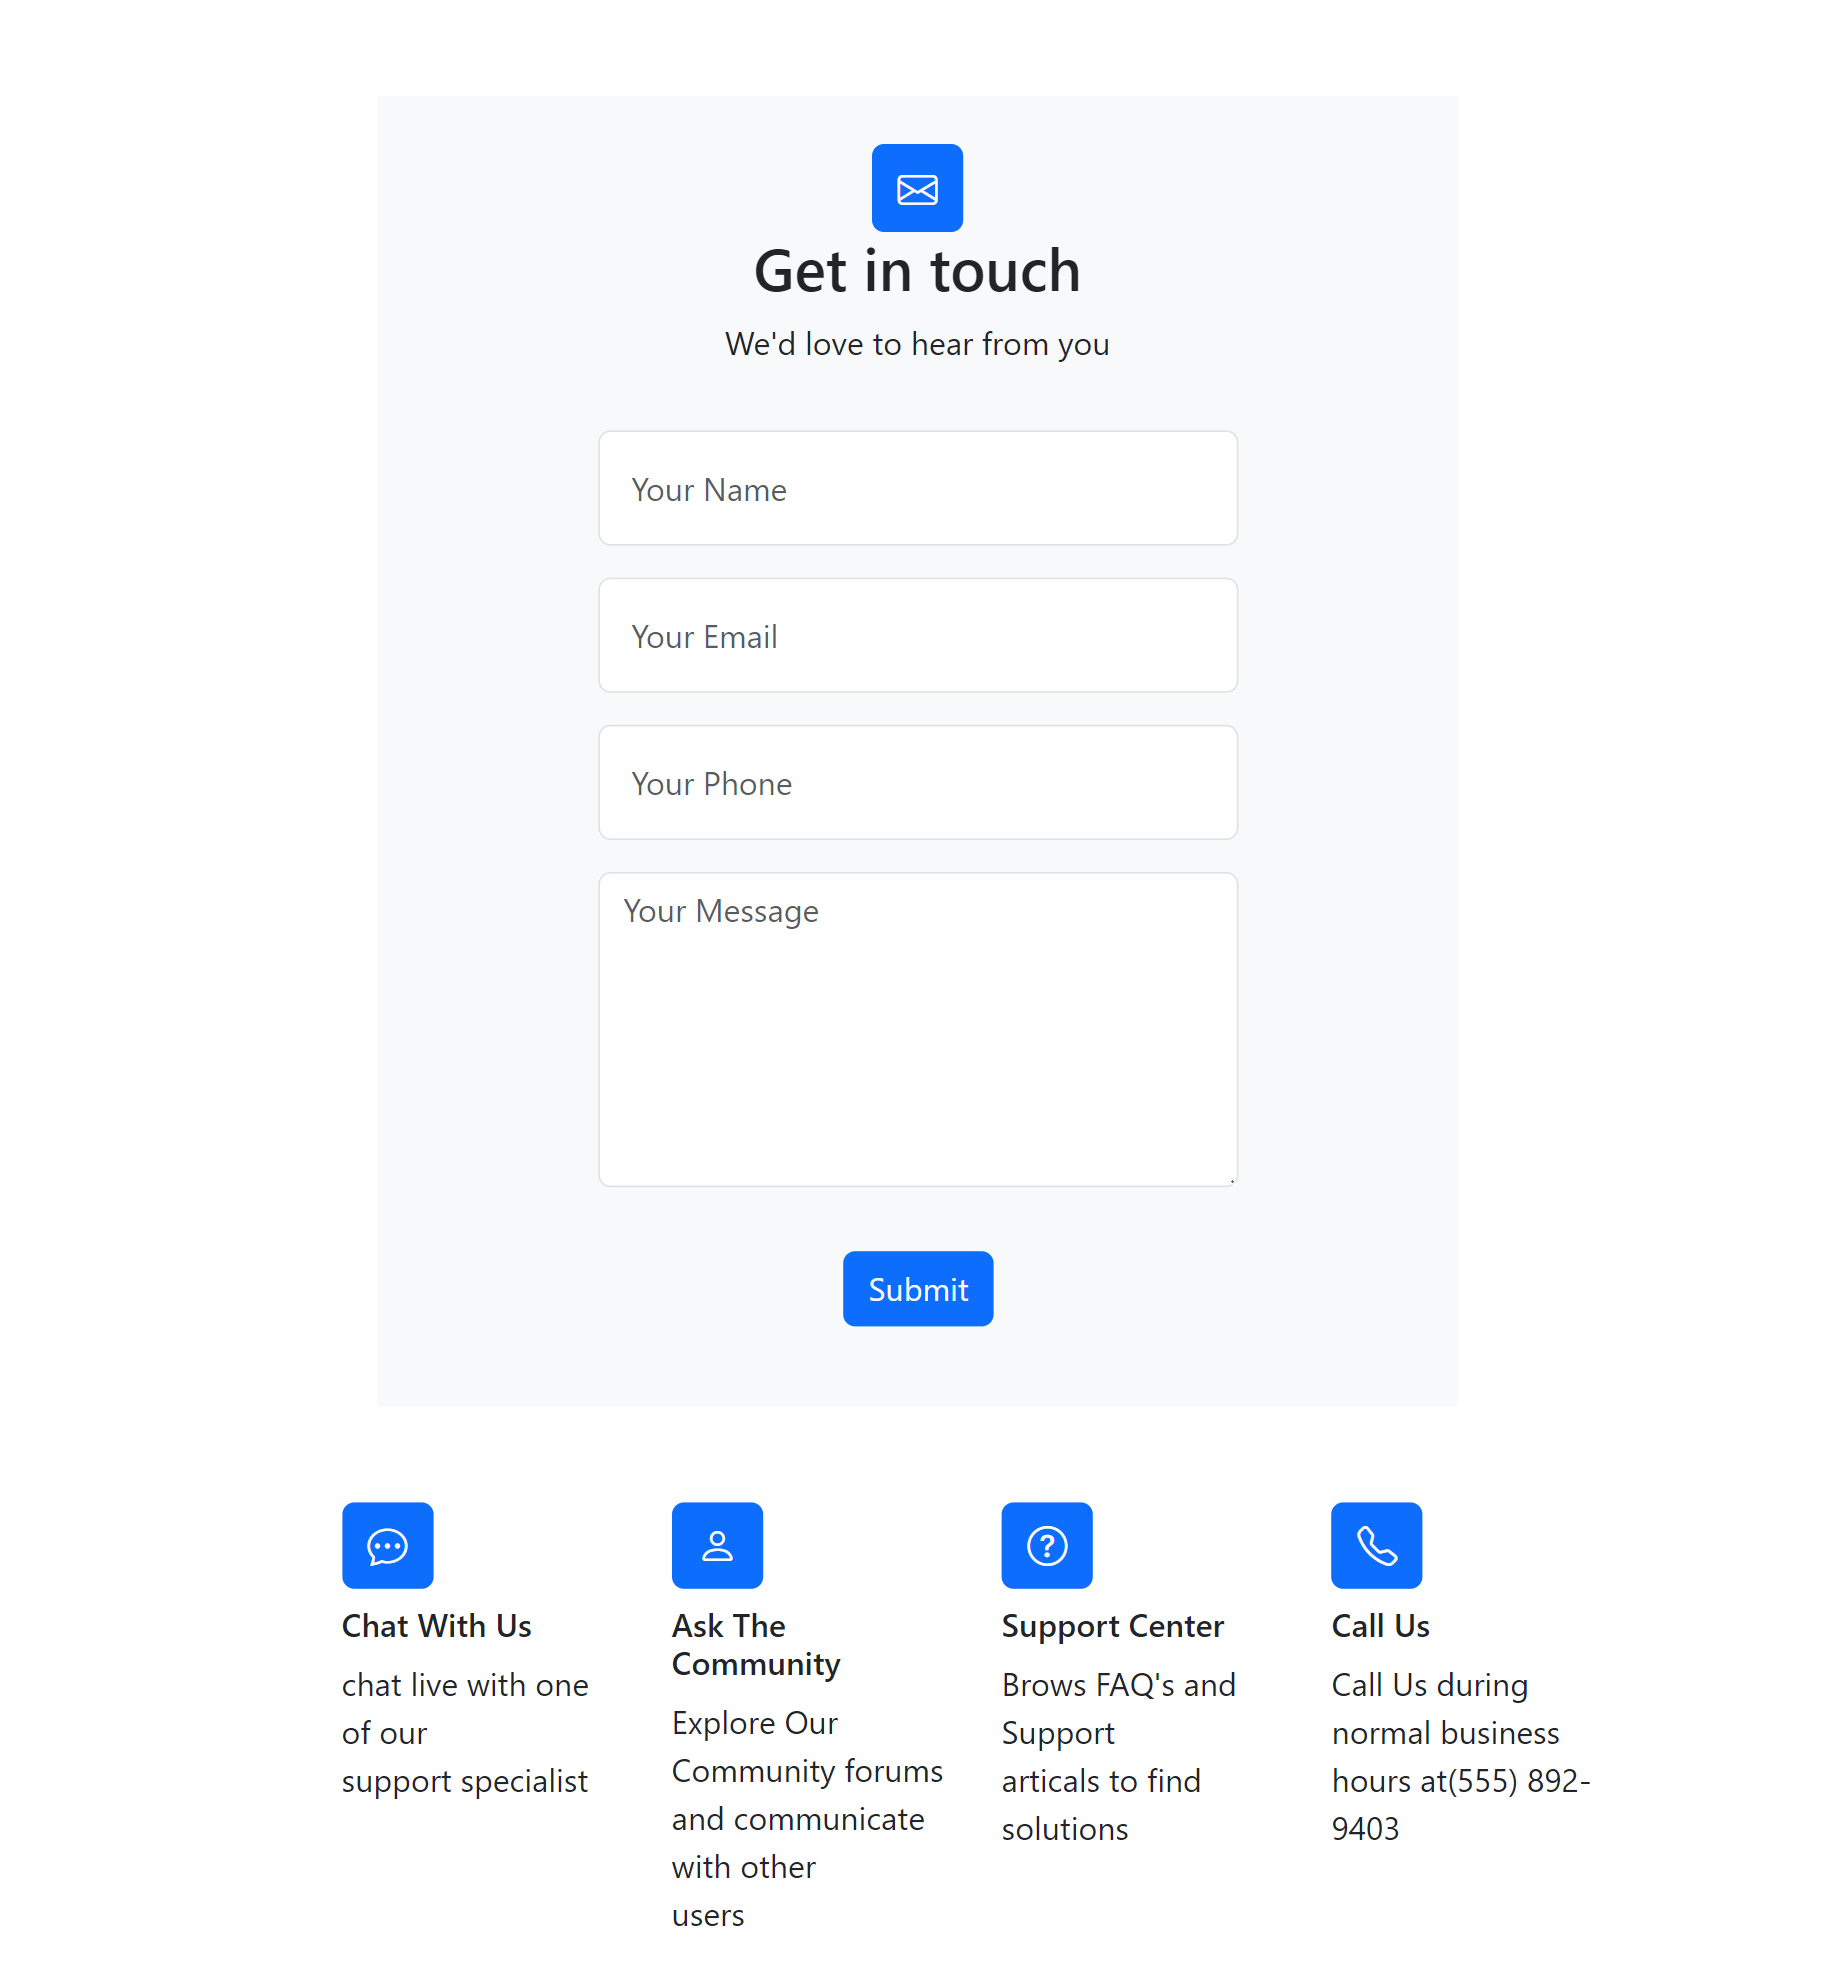 Get in touch
We'd love to hear from you
Your Name
Your Email
Your Phone
Your Message
Submit
Chat With Us
chat live with one
of our
support specialist
Ask The
Community
Explore Our
Community forums
and communicate
with other
users
Support Center
Brows FAQ's and
Support
articals to find
solutions
Call Us
Call Us during
normal business
hours at(555) 892-
9403